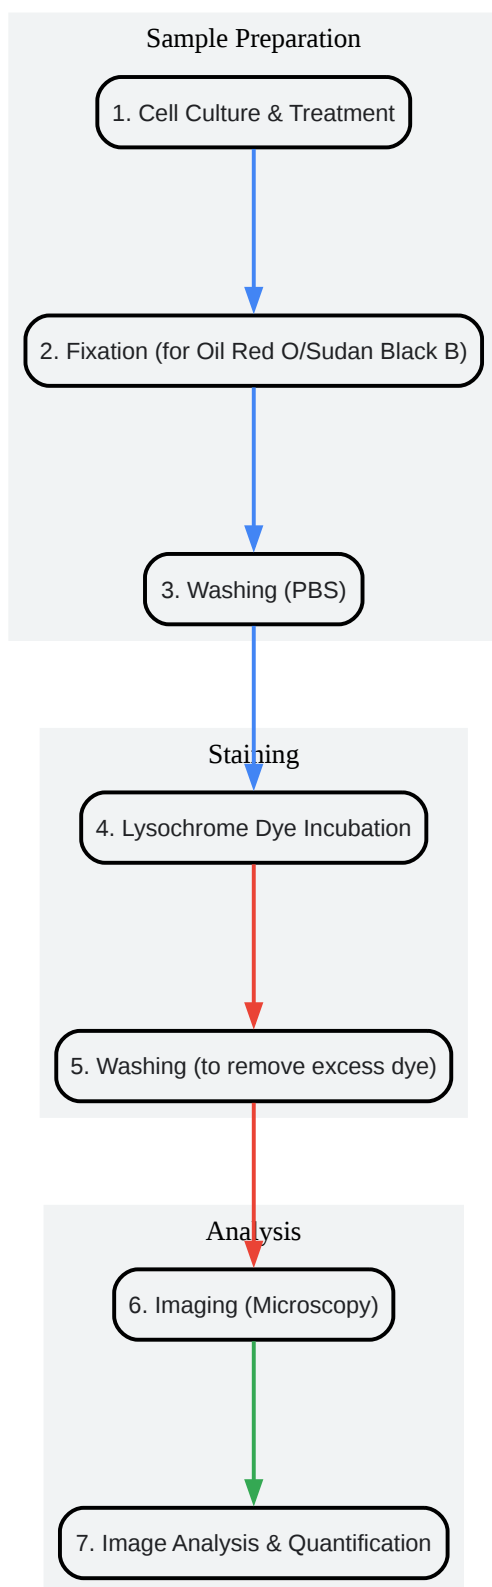 Sample Preparation
1. Cell Culture & Treatment
2. Fixation (for Oil Red O/Sudan Black B)
3. Washing (PBS)
Staining
4. Lysochrome Dye Incubation
5. Washing (to remove excess dye)
Analysis
6. Imaging (Microscopy)
7. Image Analysis & Quantification